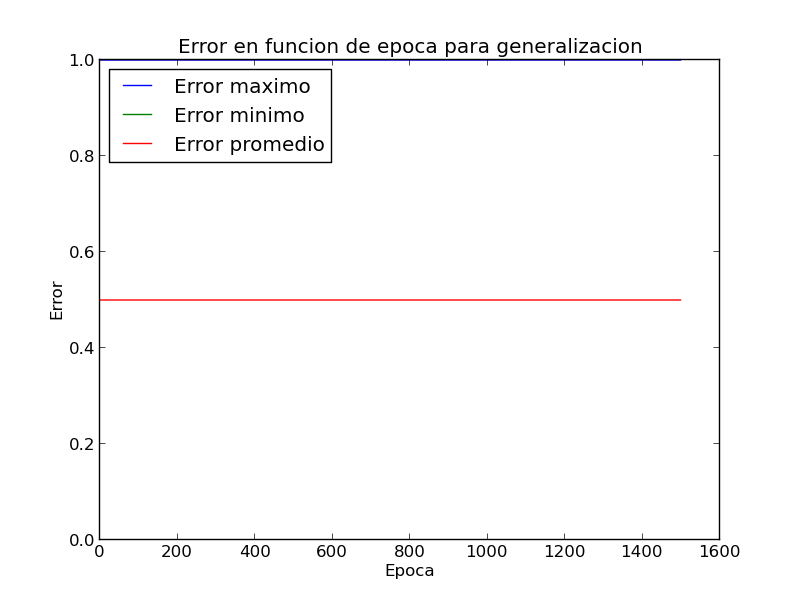 Error en funcion de epoca para generalizacion
1.0
Error maximo
Error minimo
Error promedio
0.8
0.6
Error
0.4
0.2
0.0
0 200 400 600 800 1000 1200 1400 1600
Epoca